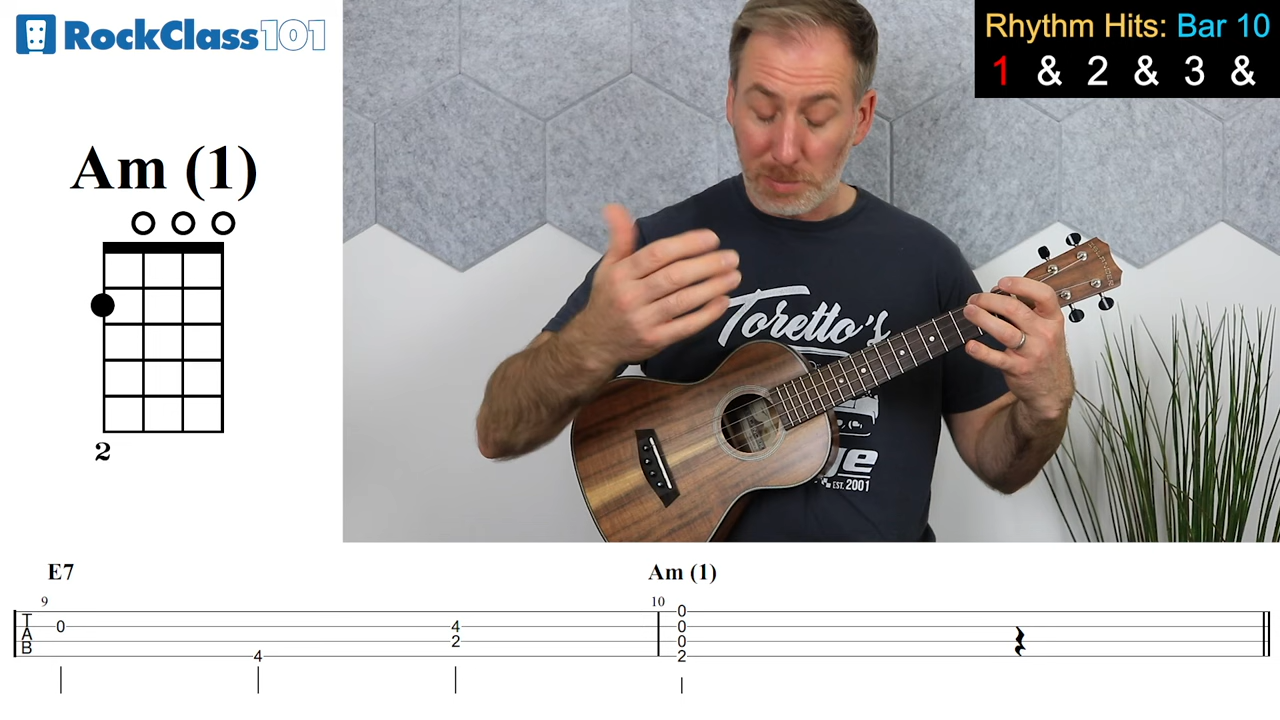 RockClass101
Rhythm Hits: Bar 10
1 & 2 & 3 &
Am (1)
2
Toretto's
EST. 2001
E7
Am (1)
9
10
T
A
B
0
4
4
2
0
0
0
2